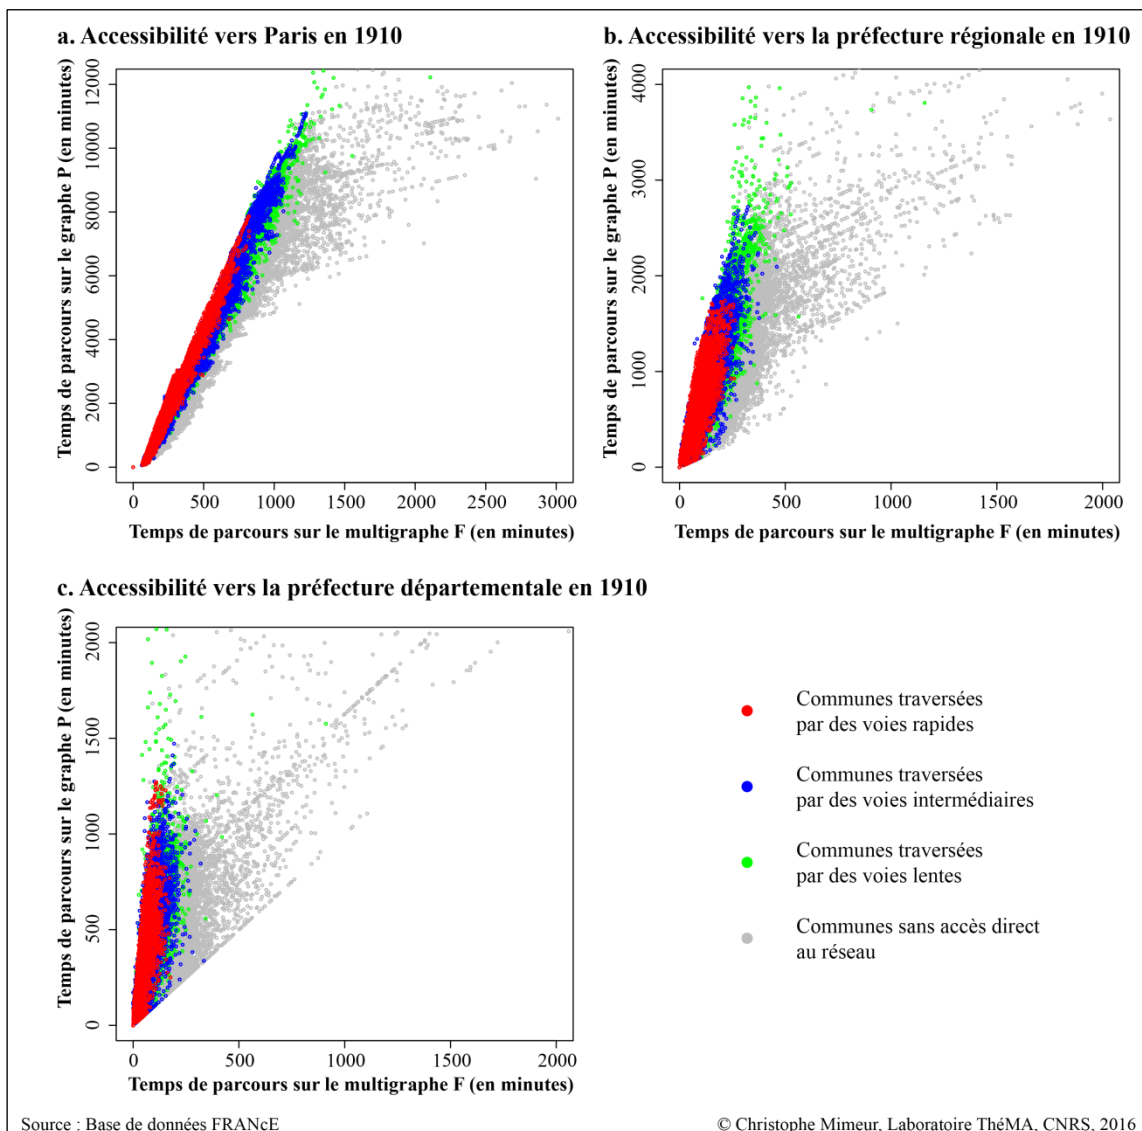 a. Accessibilité vers Paris en 1910
Temps de parcours sur le graphe P (en minutes)
12000
10000
8000
6000
4000
2000
0
0 500 1000 1500 2000 2500 3000
Temps de parcours sur le multigraphe F (en minutes)
b. Accessibilité vers la préfecture régionale en 1910
Temps de parcours sur le graphe P (en minutes)
4000
3000
2000
1000
0
0 500 1000 1500 2000
Temps de parcours sur le multigraphe F (en minutes)
c. Accessibilité vers la préfecture départementale en 1910
Temps de parcours sur le graphe P (en minutes)
2000
1500
1000
500
0
0 500 1000 1500 2000
Temps de parcours sur le multigraphe F (en minutes)
Communes traversées
par des voies rapides
Communes traversées
par des voies intermédiaires
Communes traversées
par des voies lentes
Communes sans accès direct
au réseau
Source : Base de données FRANcE
© Christophe Mimeur, Laboratoire ThéMA, CNRS, 2016